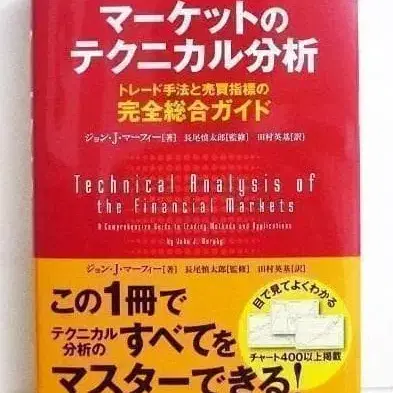 マーケットの
テクニカル分析
トレード手法と売買指標の
完全総合ガイド
ジョン・J・マーフィー[著] 長尾慎太郎[監修] 田村英基[訳]
Technical Analysis of
the Financial Markets
A Comprehensive Guide to Trading Methods and Applications
by John J. Murphy
ジョン・J・マーフィー[著] 長尾慎太郎[監修] 田村英基[訳]
この1冊で
テクニカル
分析の
すべてを
マスターできる!
目で見てよくわかる
チャート400以上掲載